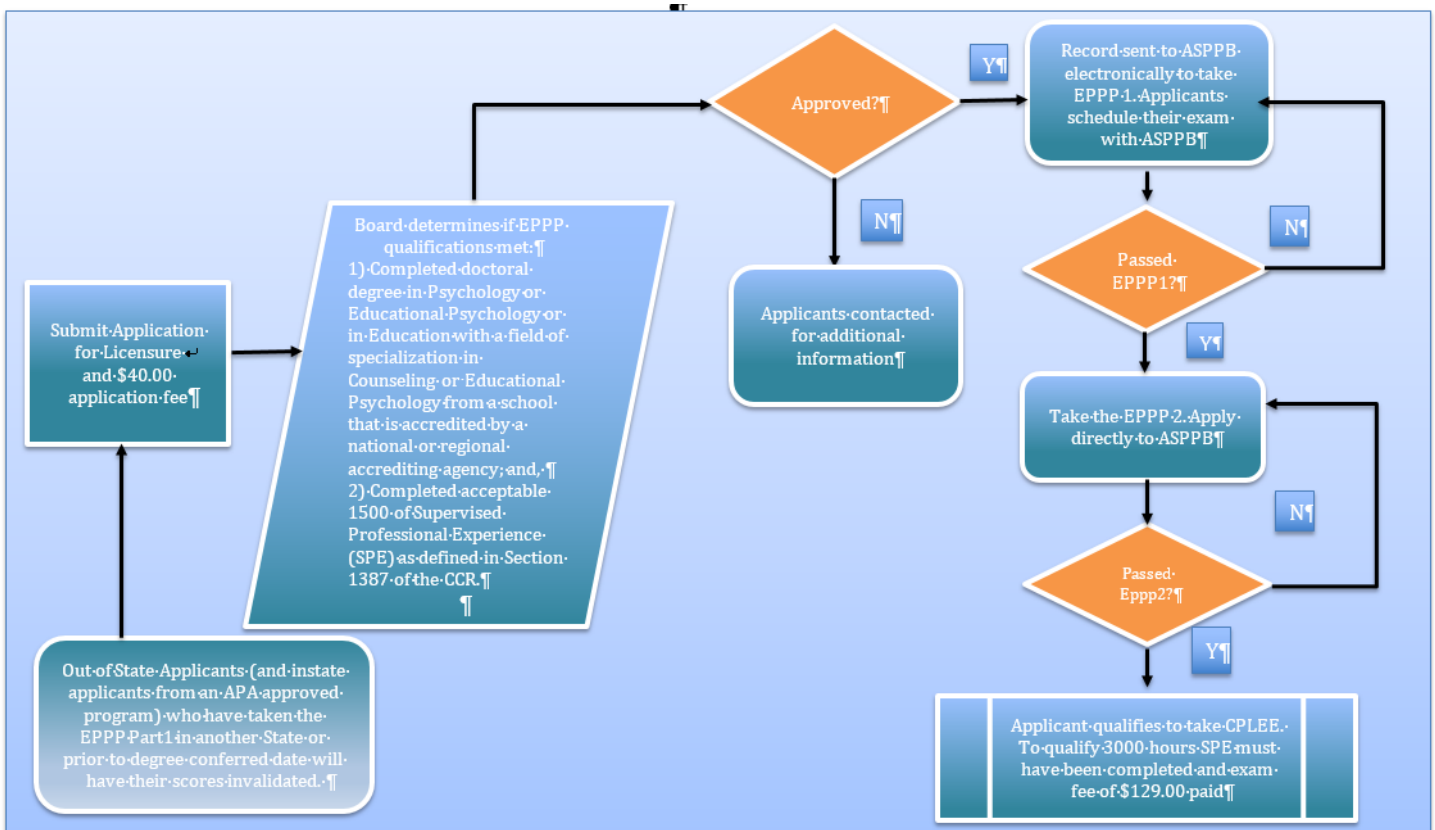 ¶
Submit Application
for Licensure
and $40.00
application fee¶
Out of State Applicants (and instate
applicants from an APA approved
program) who have taken the
EPPP Part1 in another State or
prior to degree conferred date will
have their scores invalidated. ¶
Board determines if EPPP
qualifications met:¶
1) Completed doctoral
degree in Psychology or
Educational Psychology or
in Education with a field of
specialization in
Counseling or Educational
Psychology from a school
that is accredited by a
national or regional
accrediting agency; and, ¶
2) Completed acceptable
1500 of Supervised
Professional Experience
(SPE) as defined in Section
1387 of the CCR.¶
¶
Approved?¶
Y¶
N¶
Applicants contacted
for additional
information¶
Record sent to ASPPB
electronically to take
EPPP 1. Applicants
schedule their exam
with ASPPB¶
Passed
EPPP1?¶
N¶
Y¶
Take the EPPP 2. Apply
directly to ASPPB¶
N¶
Passed
Eppp2?¶
Y¶
Applicant qualifies to take CPLEE.
To qualify 3000 hours SPE must
have been completed and exam
fee of $129.00 paid¶